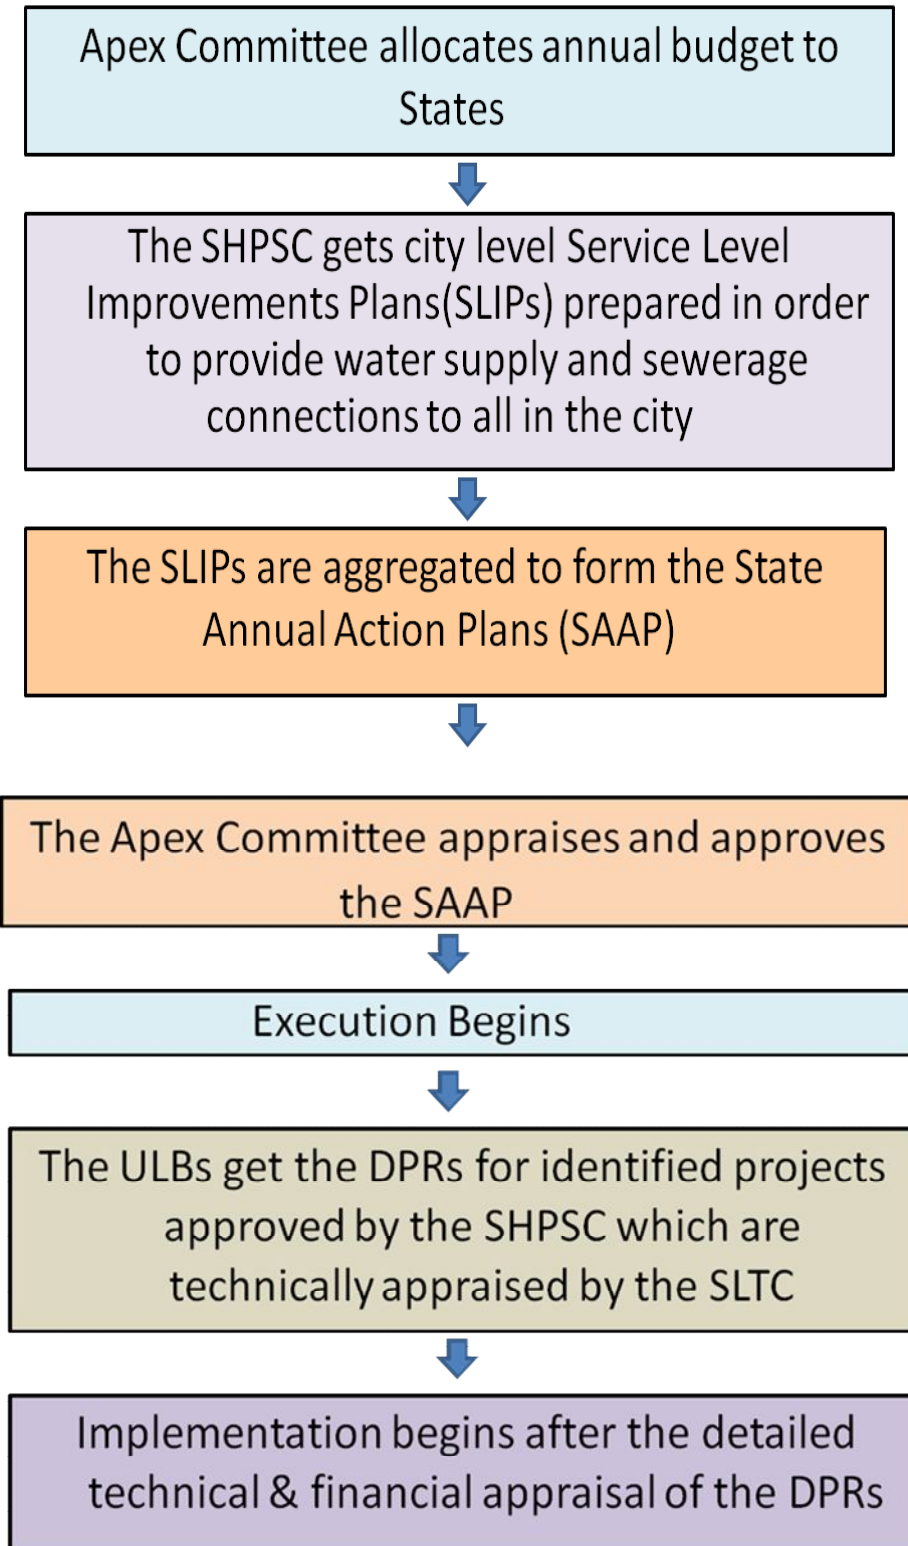 Apex Committee allocates annual budget to
States
The SHPSC gets city level Service Level
Improvements Plans(SLIPs) prepared in order
to provide water supply and sewerage
connections to all in the city
The SLIPs are aggregated to form the State
Annual Action Plans (SAAP)
The Apex Committee appraises and approves
the SAAP
Execution Begins
The ULBs get the DPRs for identified projects
approved by the SHPSC which are
technically appraised by the SLTC
Implementation begins after the detailed
technical & financial appraisal of the DPRs